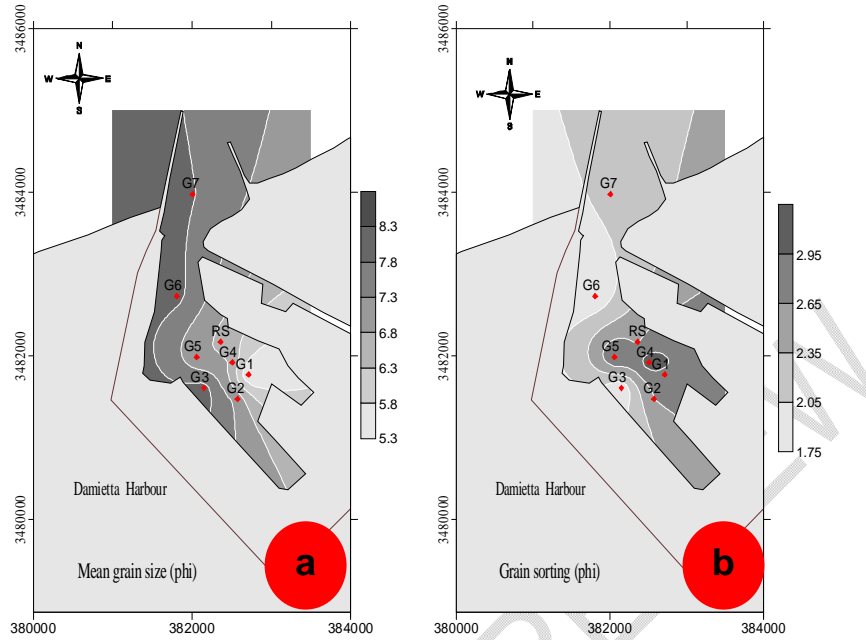 3486000
3484000
3482000
3480000
380000
382000
384000
N
W
E
S
G7
G6
RS
G5
G4
G1
G3
G2
Damietta Harbour
Mean grain size (phi)
a
8.3
7.8
7.3
6.8
6.3
5.8
5.3
3486000
3484000
3482000
3480000
380000
382000
384000
N
W
E
S
G7
G6
RS
G5
G4
G1
G3
G2
Damietta Harbour
Grain sorting (phi)
b
2.95
2.65
2.35
2.05
1.75